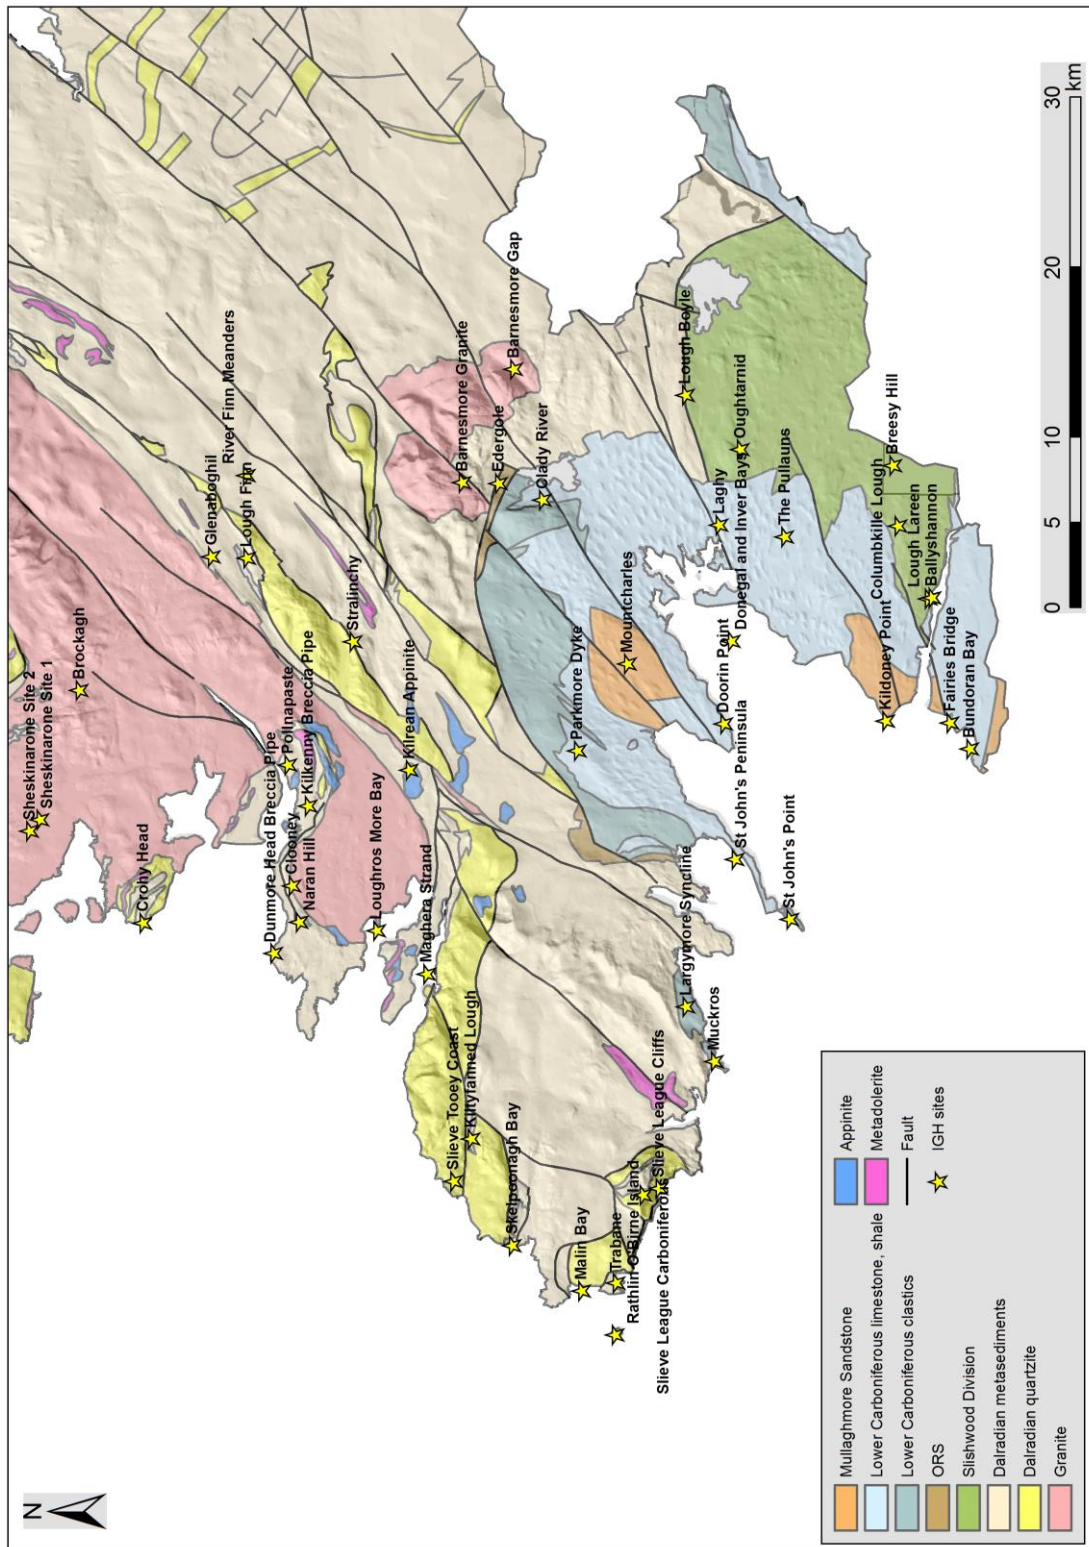 N
Sheskinarone Site 2
Sheskinarone Site 1
Brockagh
Crohy Head
Glenaboghil
River Finn Meanders
Lough Finn
Dunmore Head Breccia Pipe
Pollnapaste
Clooney
Kilkenny Breccia Pipe
Naran Hill
Stralinchy
Loughros More Bay
Kilrean Appinite
Maghera Strand
Slieve Tooey Coast
Kiltyfanned Lough
Skelpoonagh Bay
Barnesmore Granite
Barnesmore Gap
Edergole
Clady River
Malin Bay
Trabane
Rathlin O'Birne Island
Slieve League Carboniferous
Slieve League Cliffs
Parkmore Dyke
Mountcharles
Largymore Syncline
Muckros
Lough Boyle
Laghy
Oughtarnid
Donegal and Inver Bays
Doorin Point
St John's Peninsula
St John's Point
The Pullauns
Kildoney Point
Columbkille Lough
Breesy Hill
Lough Lareen
Ballyshannon
Fairies Bridge
Bundoran Bay
Mullaghmore Sandstone
Lower Carboniferous limestone, shale
Lower Carboniferous clastics
ORS
Slishwood Division
Dalradian metasediments
Dalradian quartzite
Granite
Appinite
Metadolerite
Fault
IGH sites
0 5 10 20 30
km